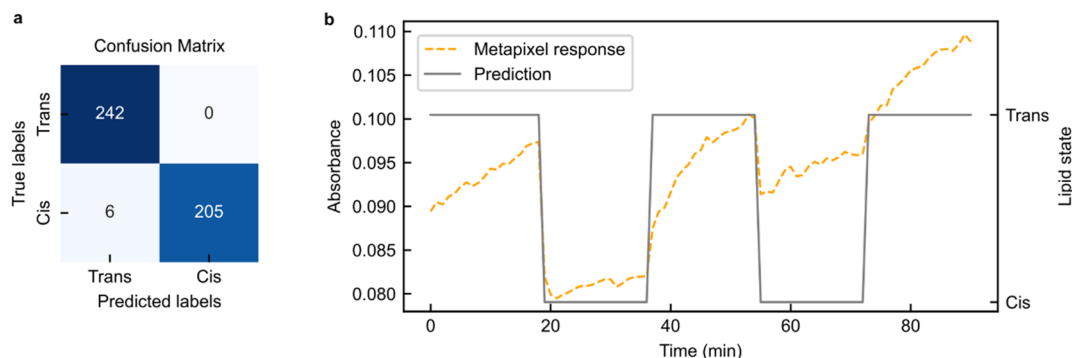 a
Confusion Matrix
True labels
Trans
242
0
Cis
6
205
Trans
Cis
Predicted labels
b
Metapixel response
Prediction
Absorbance
0.110
0.105
0.100
0.095
0.090
0.085
0.080
0
20
40
60
80
Time (min)
Trans
Cis
Lipid state